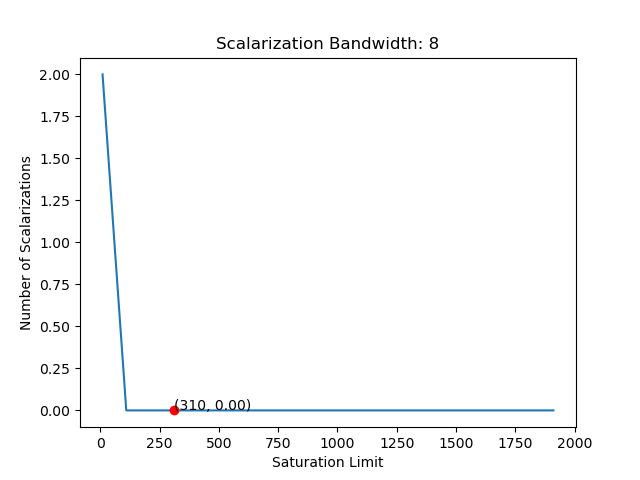 Scalarization Bandwidth: 8
Number of Scalarizations
2.00
1.75
1.50
1.25
1.00
0.75
0.50
0.25
0.00
(310, 0.00)
0 250 500 750 1000 1250 1500 1750 2000
Saturation Limit